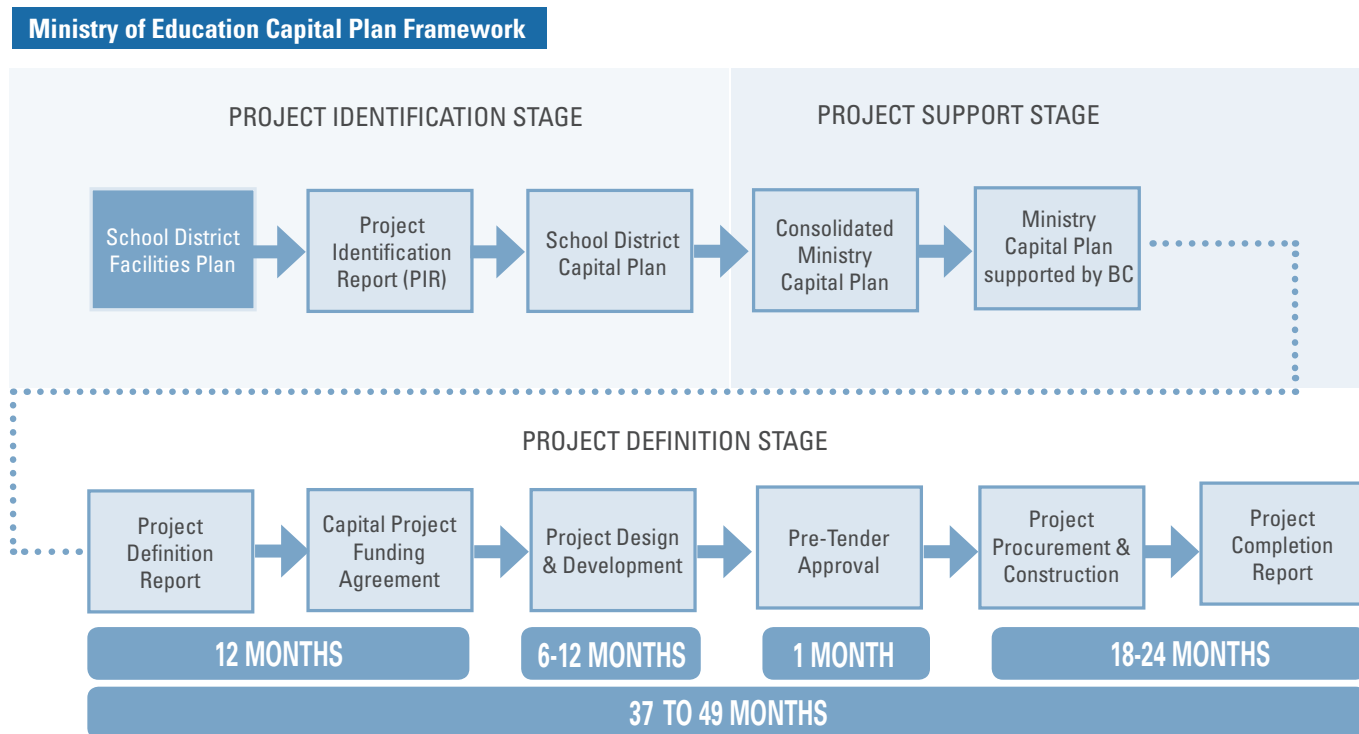 Ministry of Education Capital Plan Framework
PROJECT IDENTIFICATION STAGE
PROJECT SUPPORT STAGE
School District
Facilities Plan
Project
Identification
Report (PIR)
School District
Capital Plan
Consolidated
Ministry
Capital Plan
Ministry
Capital Plan
supported by BC
PROJECT DEFINITION STAGE
Project
Definition
Report
Capital Project
Funding
Agreement
Project Design
& Development
Pre-Tender
Approval
Project
Procurement &
Construction
Project
Completion
Report
12 MONTHS
6-12 MONTHS
1 MONTH
18-24 MONTHS
37 TO 49 MONTHS